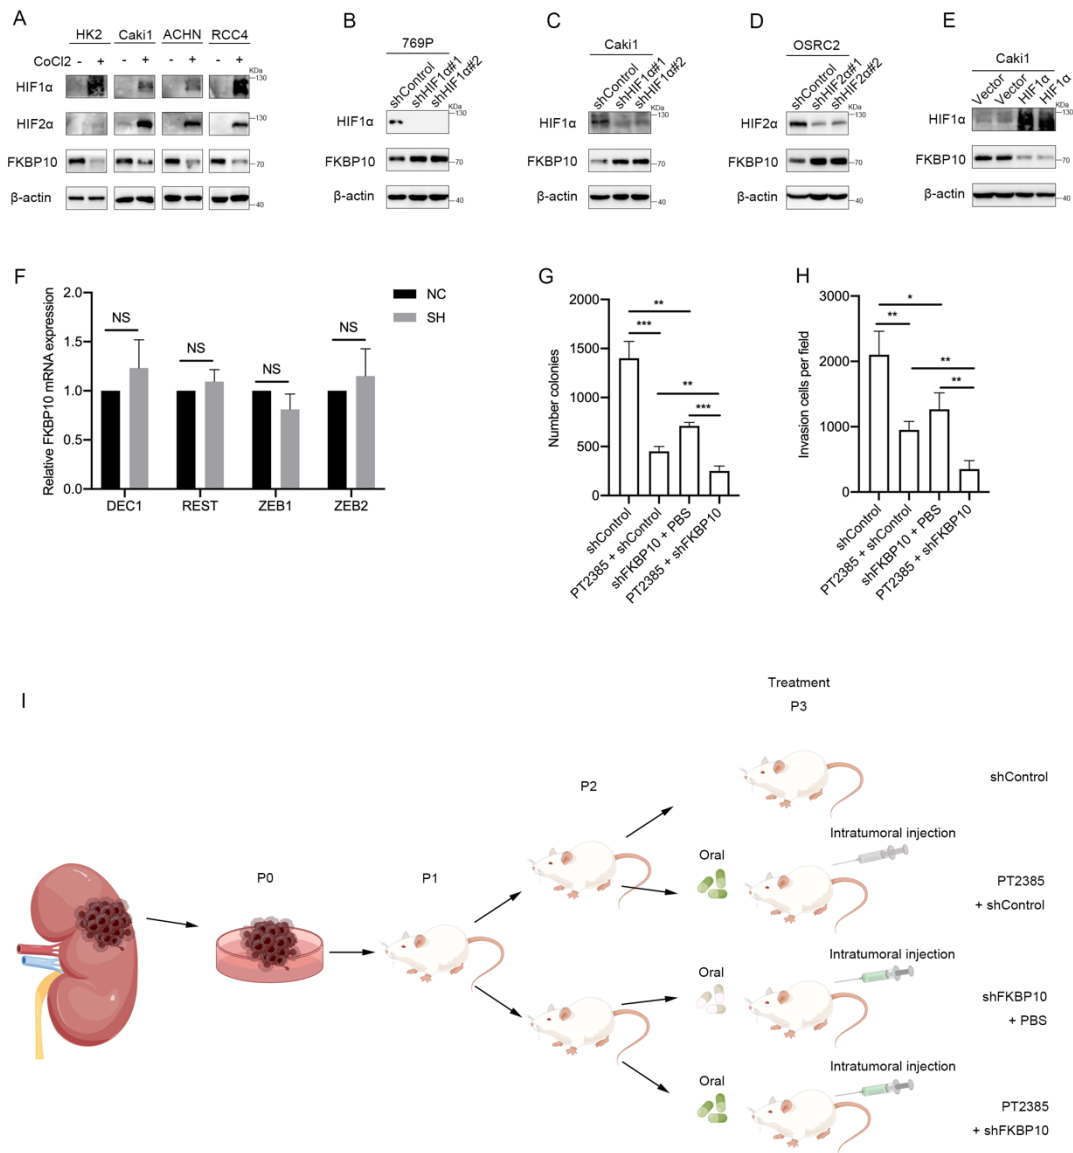 A
HK2 Caki1 ACHN RCC4
CoCl2 - + - + - + - +
KDa
HIF1α 130
HIF2α 130
FKBP10 70
β-actin 40
B
769P
shControl shHIF1α#1 shHIF1α#2
KDa
HIF1α 130
FKBP10 70
β-actin 40
C
Caki1
shControl shHIF1α#1 shHIF1α#2
KDa
HIF1α 130
FKBP10 70
β-actin 40
D
OSRC2
shControl shHIF2α#1 shHIF2α#2
KDa
HIF2α 130
FKBP10 70
β-actin 40
E
Caki1
Vector Vector HIF1α HIF1α
KDa
HIF1α 130
FKBP10 70
β-actin 40
F
Relative FKBP10 mRNA expression
2.0
1.5
1.0
0.5
0.0
NS NS NS NS
NC
SH
DEC1 REST ZEB1 ZEB2
G
Number colonies
2000
1500
1000
500
0
**
***
**
***
shControl
PT2385 + shControl
shFKBP10 + PBS
PT2385 + shFKBP10
H
Invasion cells per field
3000
2000
1000
0
*
**
**
**
shControl
PT2385 + shControl
shFKBP10 + PBS
PT2385 + shFKBP10
I
Treatment
P0 P1 P2 P3
shControl
Oral
Intratumoral injection
PT2385
+ shControl
Oral
Intratumoral injection
shFKBP10
+ PBS
Oral
Intratumoral injection
PT2385
+ shFKBP10